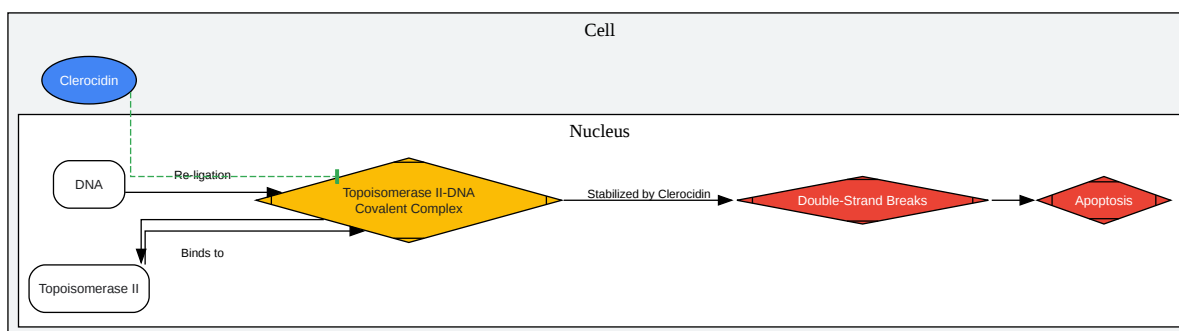 Cell
Clerocidin
Nucleus
DNA
Re-ligation
Topoisomerase II-DNA
Covalent Complex
Stabilized by Clerocidin
Double-Strand Breaks
Apoptosis
Binds to
Topoisomerase II